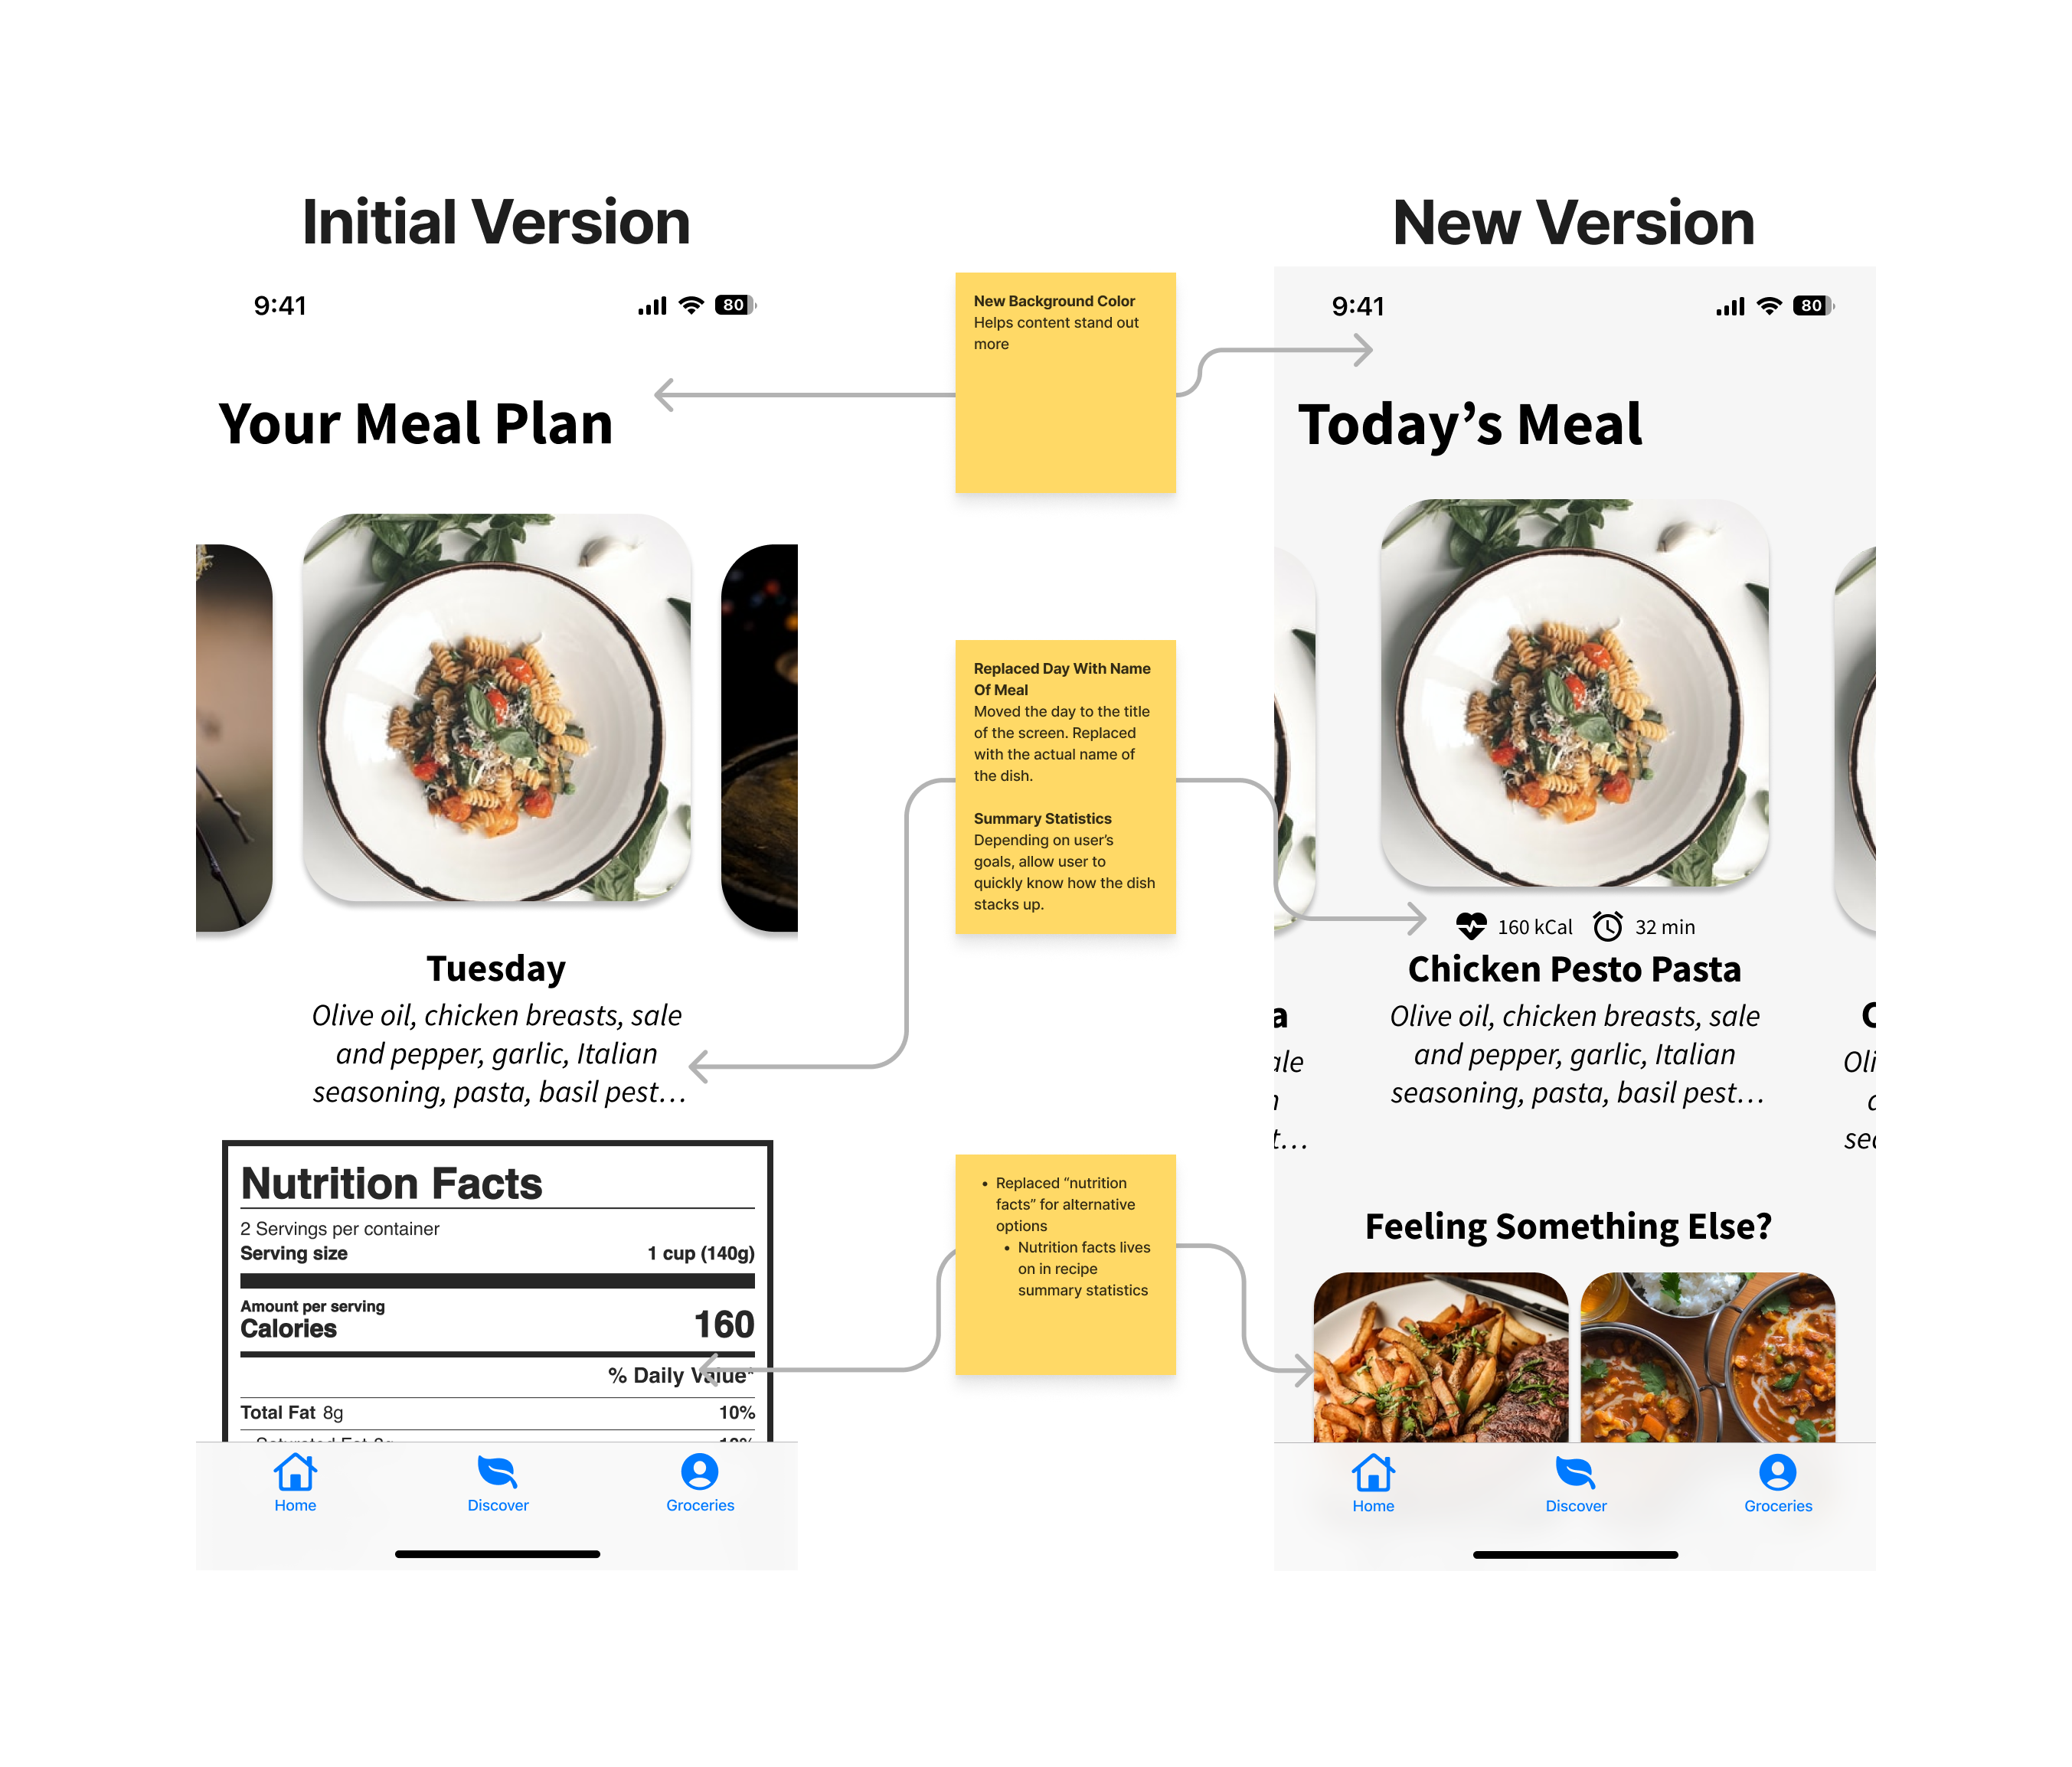 Initial Version
9:41
80
Your Meal Plan
Tuesday
Olive oil, chicken breasts, sale
and pepper, garlic, Italian
seasoning, pasta, basil pest…
Nutrition Facts
2 Servings per container
Serving size 1 cup (140g)
Amount per serving
Calories 160
% Daily Value*
Total Fat 8g 10%
Home
Discover
Groceries
New Background Color
Helps content stand out
more
Replaced Day With Name
Of Meal
Moved the day to the title
of the screen. Replaced
with the actual name of
the dish.
Summary Statistics
Depending on user's
goals, allow user to
quickly know how the dish
stacks up.
• Replaced “nutrition
facts” for alternative
options
• Nutrition facts lives
on in recipe
summary statistics
New Version
9:41
80
Today’s Meal
160 kCal 32 min
Chicken Pesto Pasta
Olive oil, chicken breasts, sale
and pepper, garlic, Italian
seasoning, pasta, basil pest…
Feeling Something Else?
Home
Discover
Groceries